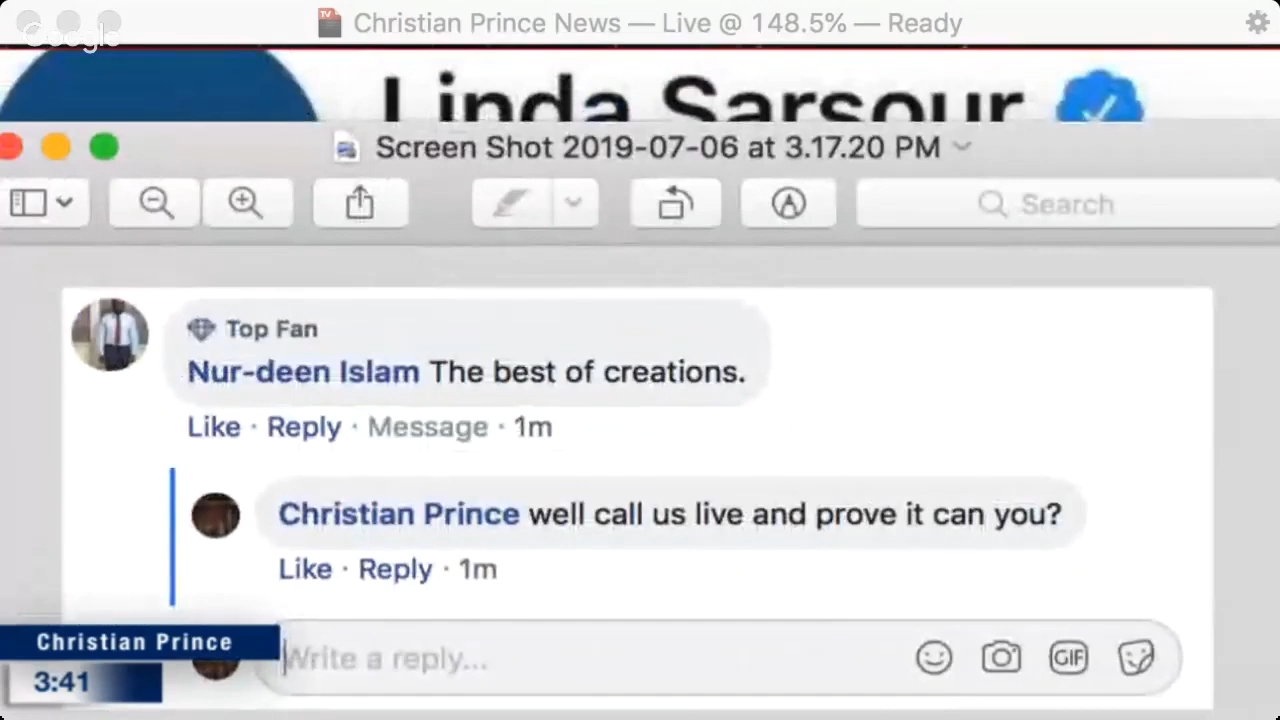 Google
TV
Christian Prince News — Live @ 148.5% — Ready
Linda Sarsour
Screen Shot 2019-07-06 at 3.17.20 PM
Search
Top Fan
Nur-deen Islam The best of creations.
Like · Reply · Message · 1m
Christian Prince well call us live and prove it can you?
Like · Reply · 1m
Write a reply...
GIF
Christian Prince
3:41